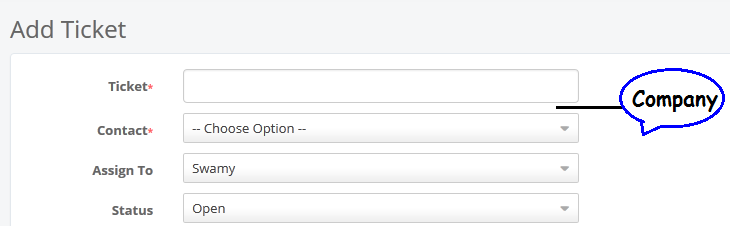 Add Ticket
Ticket*
Company
Contact*
-- Choose Option --
Assign To
Swamy
Status
Open